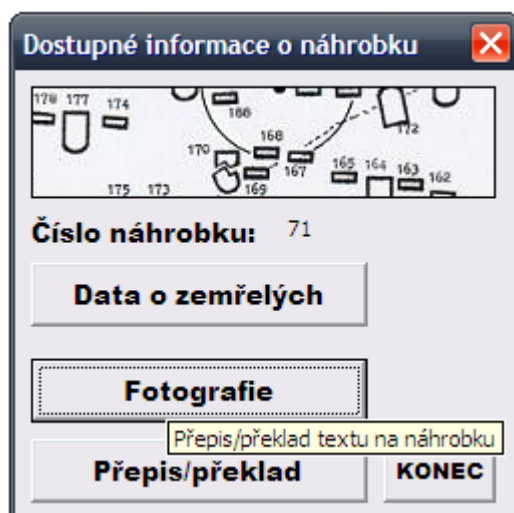 Dostupné informace o náhrobku
178 177 174
166
172
168
170
167
165 164 163 162
169
175 173
Číslo náhrobku: 71
Data o zemřelých
Fotografie
Přepis/překlad textu na náhrobku
Přepis/překlad KONEC